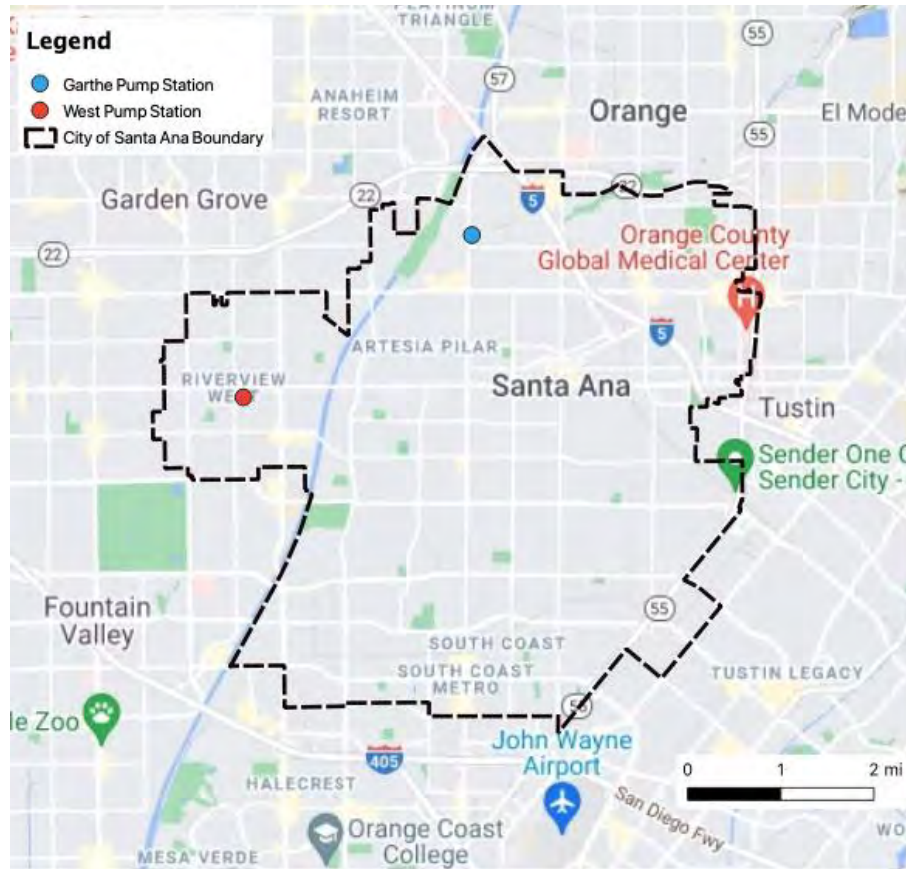 PLATINUM
TRIANGLE
Legend
Garthe Pump Station
West Pump Station
City of Santa Ana Boundary
55
57
ANAHEIM
RESORT
Orange
El Mode
55
22
22
5
Garden Grove
22
Orange County
Global Medical Center
5
ARTESIA PILAR
RIVERVIEW
WEST
Santa Ana
Tustin
Sender One C
Sender City -
Fountain
Valley
55
SOUTH COAST
SOUTH COAST
METRO
TUSTIN LEGACY
le Zoo
55
John Wayne
Airport
405
0 1 2 mi
HALECREST
San Diego Fwy
Orange Coast
College
WO
MESA VERDE